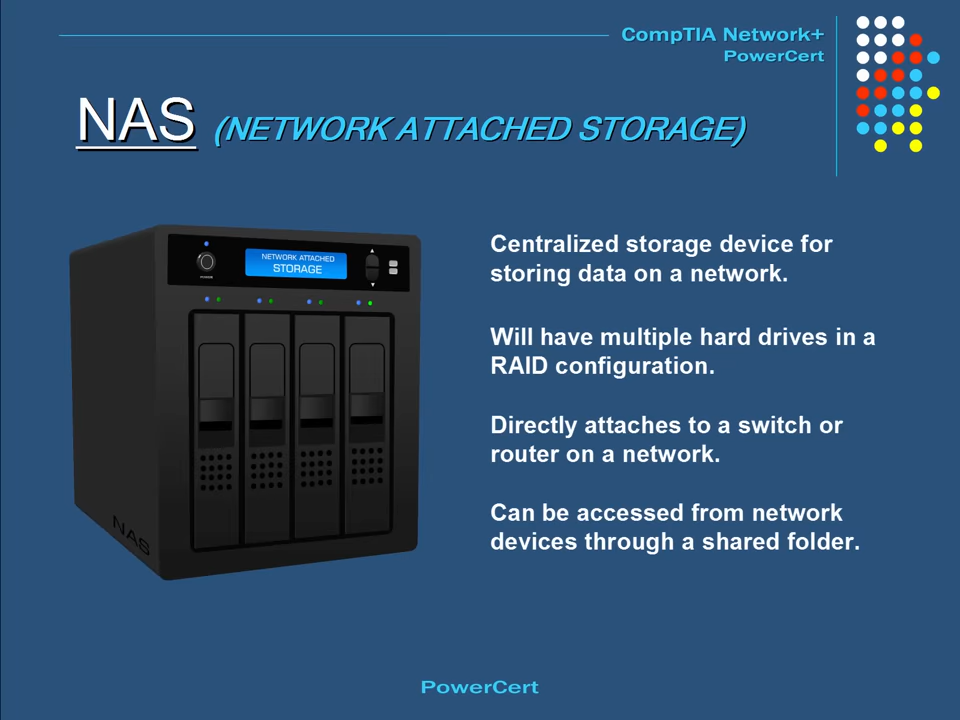 CompTIA Network+
PowerCert
NAS (NETWORK ATTACHED STORAGE)
NETWORK ATTACHED
STORAGE
NAS
Centralized storage device for
storing data on a network.
Will have multiple hard drives in a
RAID configuration.
Directly attaches to a switch or
router on a network.
Can be accessed from network
devices through a shared folder.
PowerCert